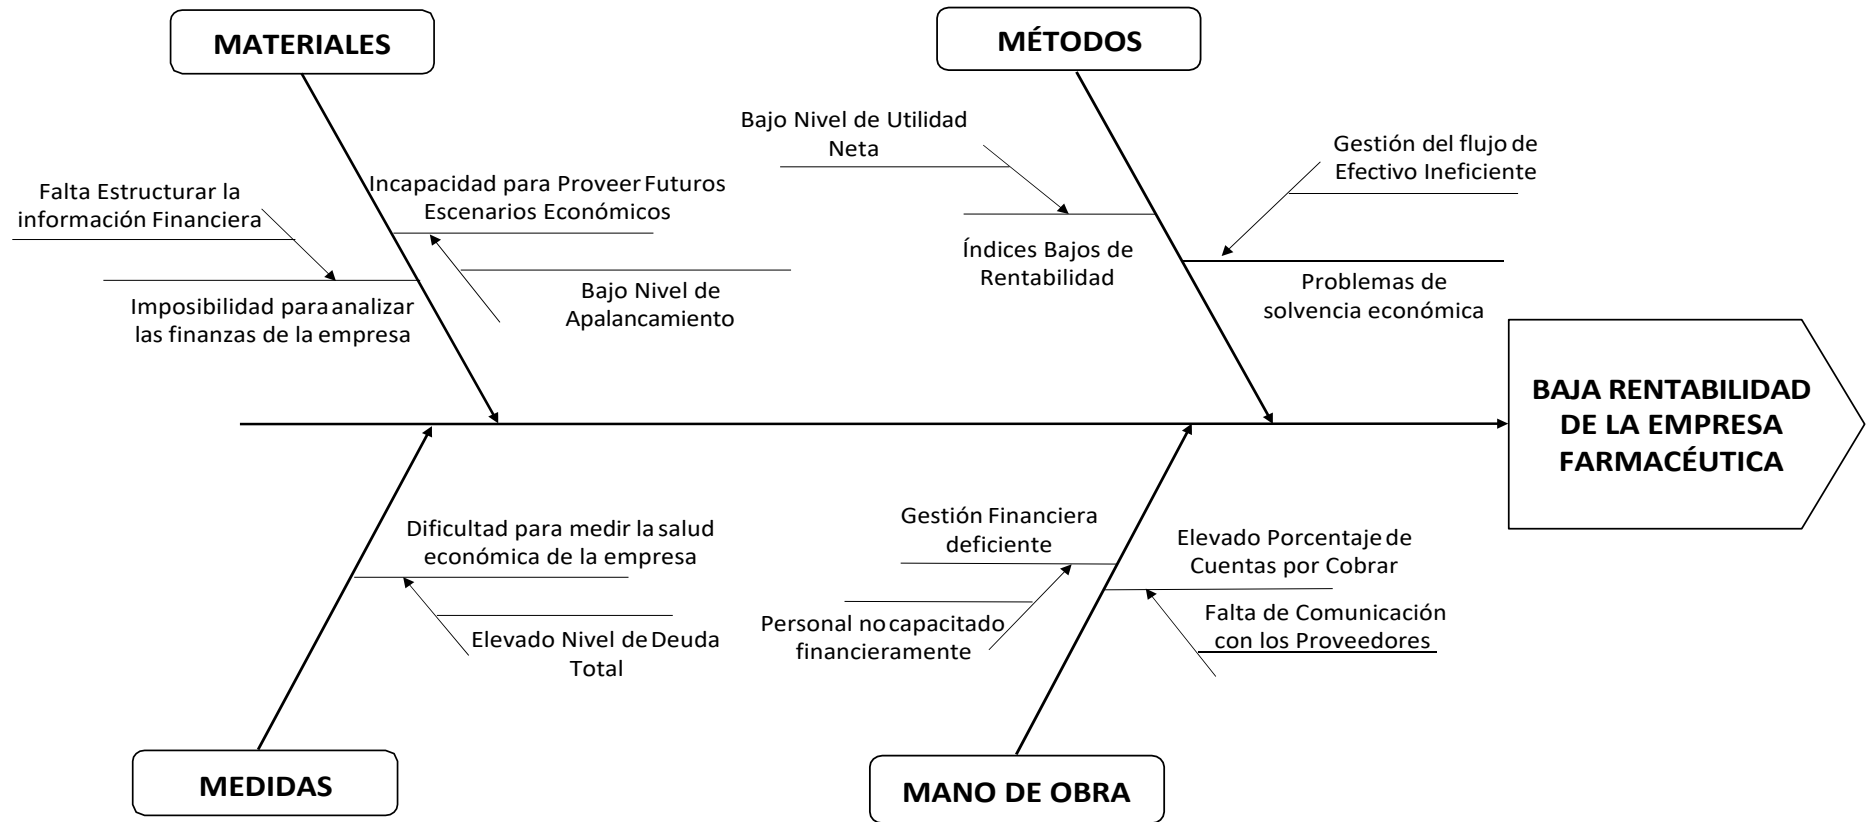 MATERIALES
MÉTODOS
Bajo Nivel de Utilidad
Neta
Gestión del flujo de
Efectivo Ineficiente
Falta Estructurar la
información Financiera
Incapacidad para Proveer Futuros
Escenarios Económicos
Índices Bajos de
Rentabilidad
Imposibilidad para analizar
las finanzas de la empresa
Bajo Nivel de
Apalancamiento
Problemas de
solvencia económica
BAJA RENTABILIDAD
DE LA EMPRESA
FARMACÉUTICA
Dificultad para medir la salud
económica de la empresa
Gestión Financiera
deficiente
Elevado Porcentaje de
Cuentas por Cobrar
Elevado Nivel de Deuda
Total
Personal no capacitado
financieramente
Falta de Comunicación
con los Proveedores
MEDIDAS
MANO DE OBRA